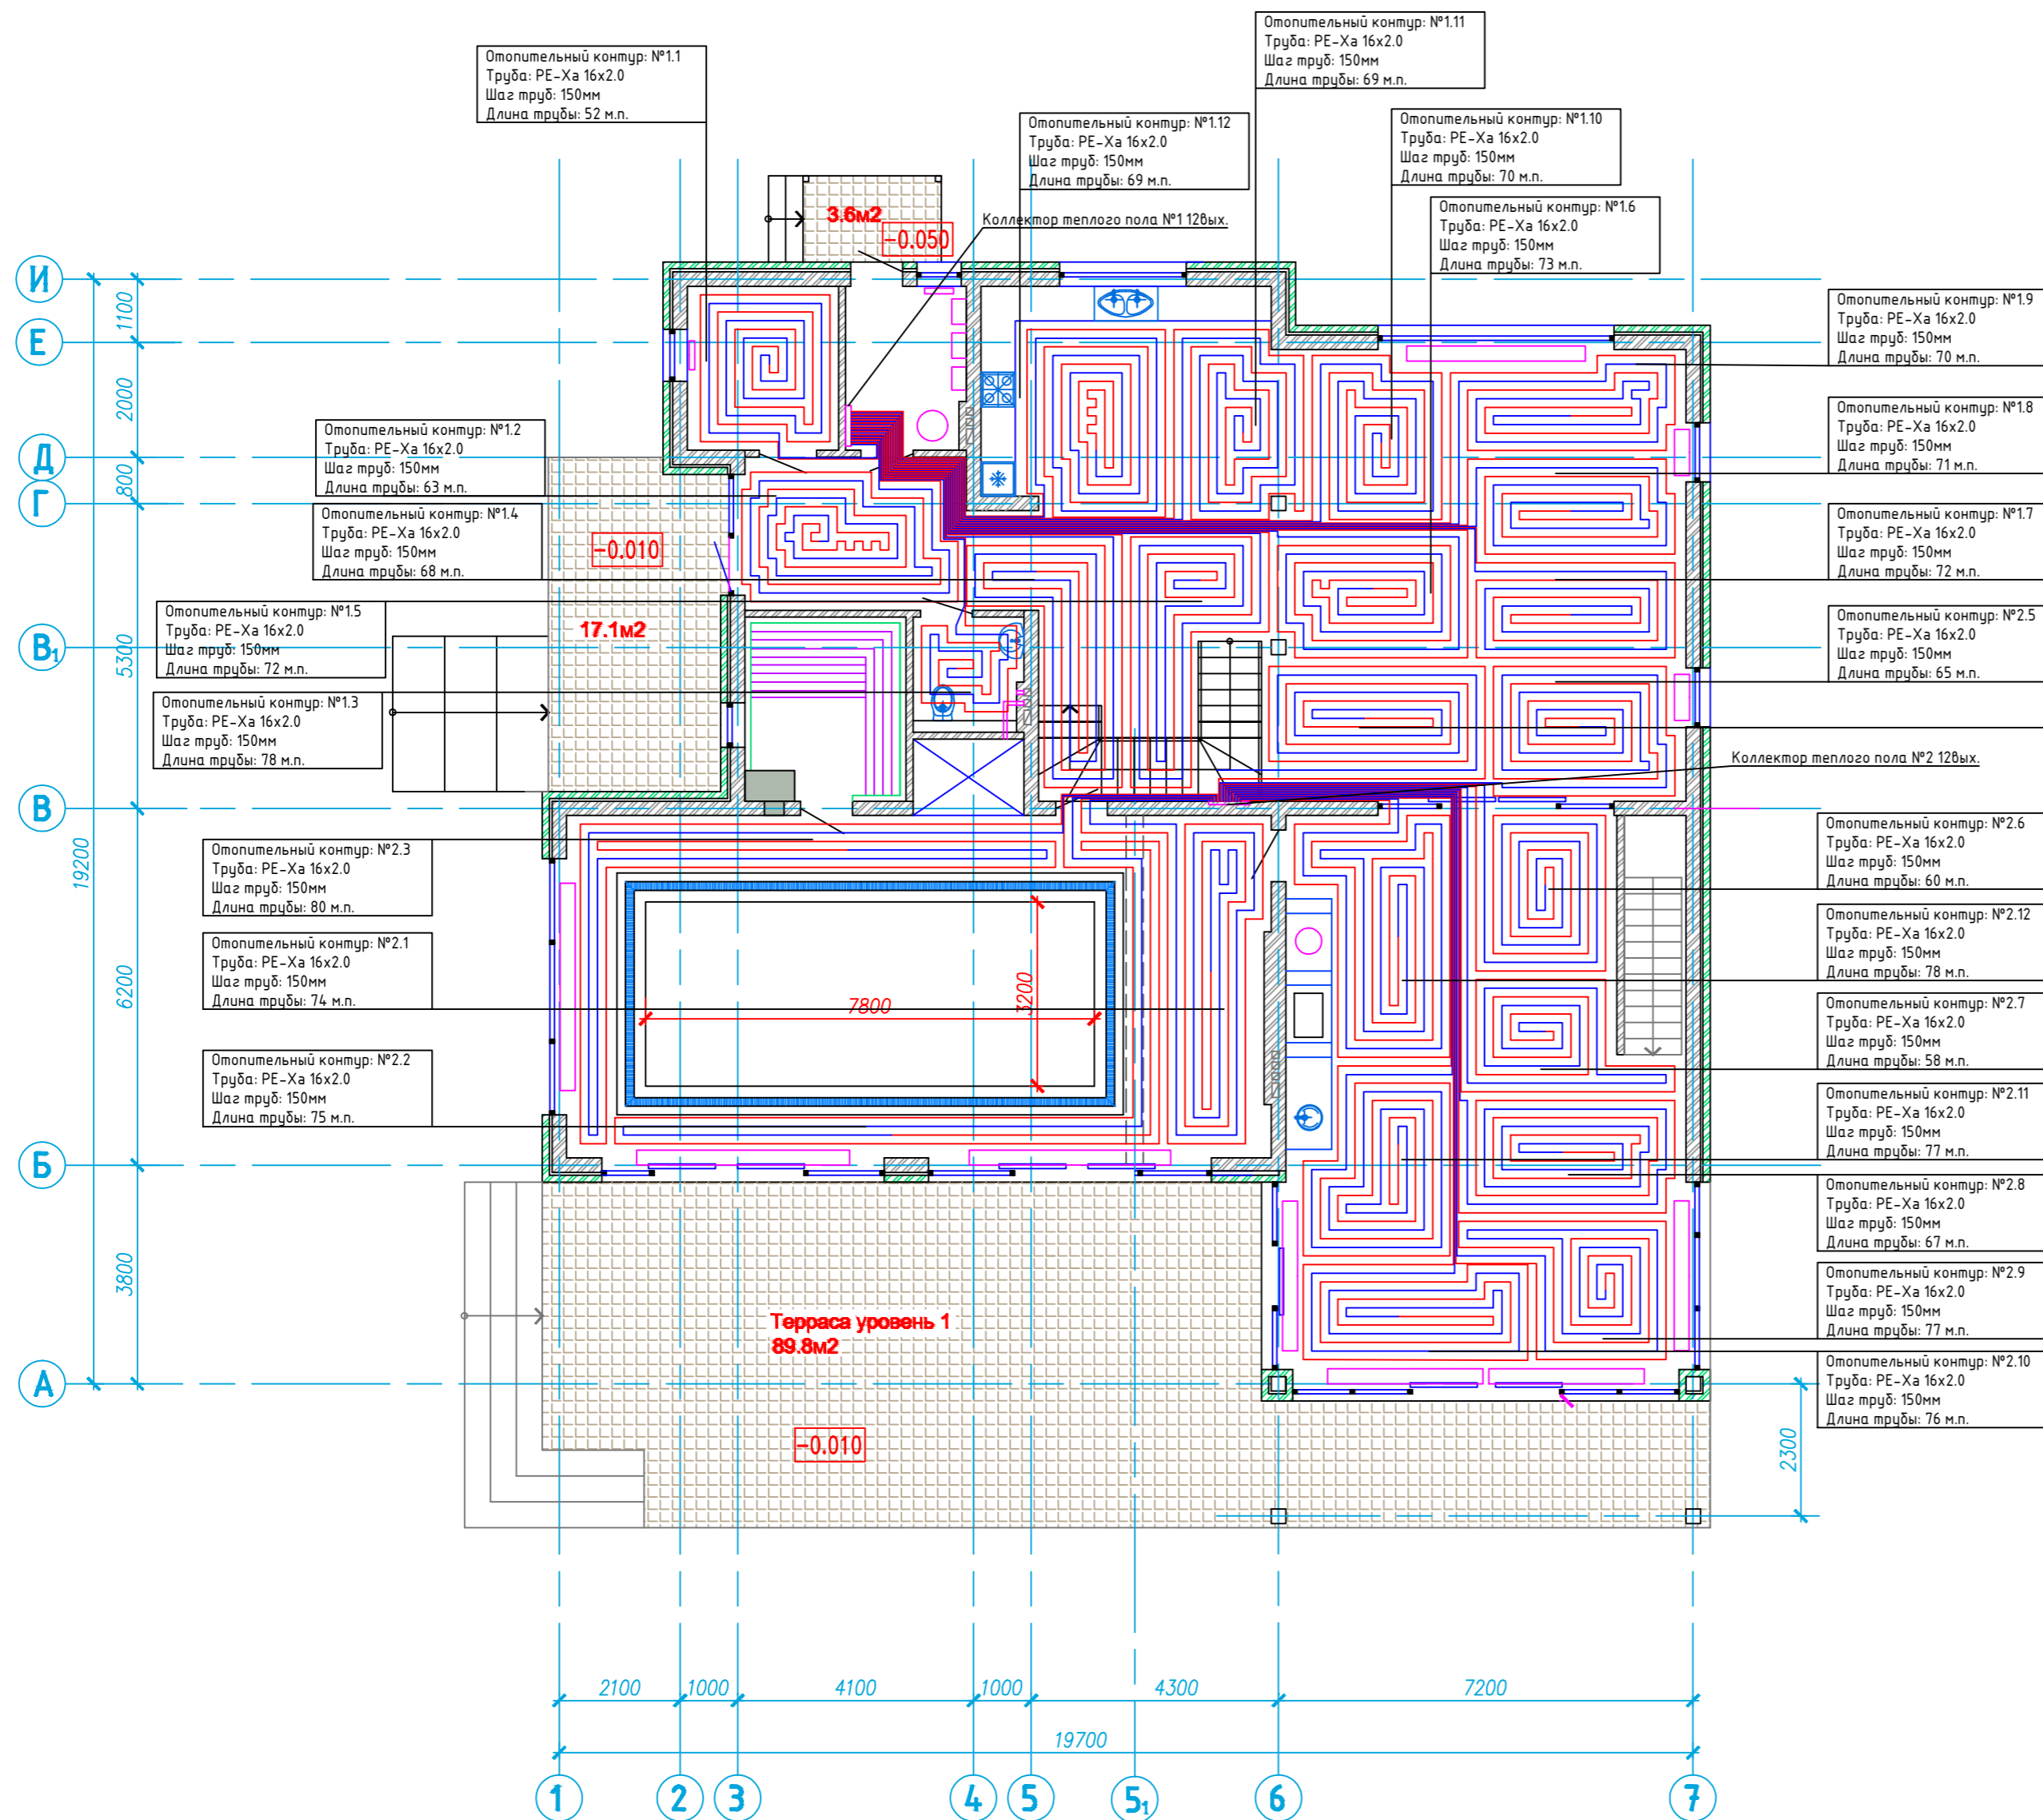 Отопительный контур: №1.11
Труба: PE-Xa 16x2.0
Шаг труб: 150мм
Длина трубы: 69 м.п.
Отопительный контур: №1.1
Труба: PE-Xa 16x2.0
Шаг труб: 150мм
Длина трубы: 52 м.п.
Отопительный контур: №1.12
Труба: PE-Xa 16x2.0
Шаг труб: 150мм
Длина трубы: 69 м.п.
Отопительный контур: №1.10
Труба: PE-Xa 16x2.0
Шаг труб: 150мм
Длина трубы: 70 м.п.
Отопительный контур: №1.6
Труба: PE-Xa 16x2.0
Шаг труб: 150мм
Длина трубы: 73 м.п.
3.6м2
-0.050
Коллектор теплого пола №1 12вых.
Отопительный контур: №1.9
Труба: PE-Xa 16x2.0
Шаг труб: 150мм
Длина трубы: 70 м.п.
Отопительный контур: №1.8
Труба: PE-Xa 16x2.0
Шаг труб: 150мм
Длина трубы: 71 м.п.
Отопительный контур: №1.2
Труба: PE-Xa 16x2.0
Шаг труб: 150мм
Длина трубы: 63 м.п.
Отопительный контур: №1.4
Труба: PE-Xa 16x2.0
Шаг труб: 150мм
Длина трубы: 68 м.п.
Отопительный контур: №1.7
Труба: PE-Xa 16x2.0
Шаг труб: 150мм
Длина трубы: 72 м.п.
-0.010
17.1м2
Отопительный контур: №1.5
Труба: PE-Xa 16x2.0
Шаг труб: 150мм
Длина трубы: 72 м.п.
Отопительный контур: №2.5
Труба: PE-Xa 16x2.0
Шаг труб: 150мм
Длина трубы: 65 м.п.
Отопительный контур: №1.3
Труба: PE-Xa 16x2.0
Шаг труб: 150мм
Длина трубы: 78 м.п.
Коллектор теплого пола №2 12вых.
Отопительный контур: №2.3
Труба: PE-Xa 16x2.0
Шаг труб: 150мм
Длина трубы: 80 м.п.
Отопительный контур: №2.6
Труба: PE-Xa 16x2.0
Шаг труб: 150мм
Длина трубы: 60 м.п.
Отопительный контур: №2.1
Труба: PE-Xa 16x2.0
Шаг труб: 150мм
Длина трубы: 74 м.п.
Отопительный контур: №2.12
Труба: PE-Xa 16x2.0
Шаг труб: 150мм
Длина трубы: 78 м.п.
7800
3200
Отопительный контур: №2.7
Труба: PE-Xa 16x2.0
Шаг труб: 150мм
Длина трубы: 58 м.п.
Отопительный контур: №2.2
Труба: PE-Xa 16x2.0
Шаг труб: 150мм
Длина трубы: 75 м.п.
Отопительный контур: №2.11
Труба: PE-Xa 16x2.0
Шаг труб: 150мм
Длина трубы: 77 м.п.
Отопительный контур: №2.8
Труба: PE-Xa 16x2.0
Шаг труб: 150мм
Длина трубы: 67 м.п.
Отопительный контур: №2.9
Труба: PE-Xa 16x2.0
Шаг труб: 150мм
Длина трубы: 77 м.п.
Отопительный контур: №2.10
Труба: PE-Xa 16x2.0
Шаг труб: 150мм
Длина трубы: 76 м.п.
Терраса уровень 1
89.8м2
-0.010
2300
И
Е
Д
Г
В1
В
Б
А
1100
2000
800
5300
6200
3800
19200
2100
1000
4100
1000
4300
7200
19700
1
2
3
4
5
51
6
7